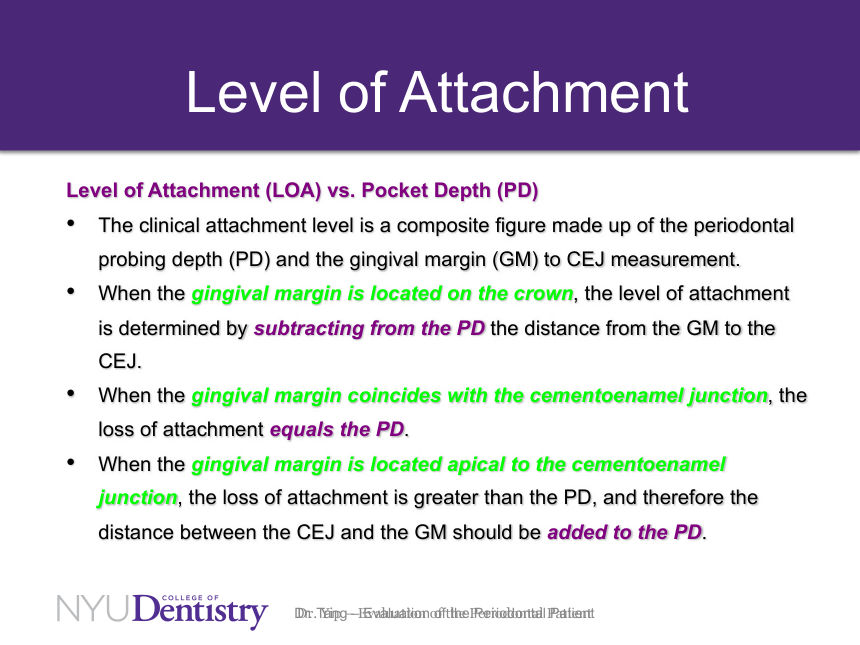 Level of Attachment
Level of Attachment (LOA) vs. Pocket Depth (PD)
• The clinical attachment level is a composite figure made up of the periodontal
probing depth (PD) and the gingival margin (GM) to CEJ measurement.
• When the gingival margin is located on the crown, the level of attachment
is determined by subtracting from the PD the distance from the GM to the
CEJ.
• When the gingival margin coincides with the cementoenamel junction, the
loss of attachment equals the PD.
• When the gingival margin is located apical to the cementoenamel
junction, the loss of attachment is greater than the PD, and therefore the
distance between the CEJ and the GM should be added to the PD.
COLLEGE OF
NYU Dentistry
Evaluation of the Periodontal Patient